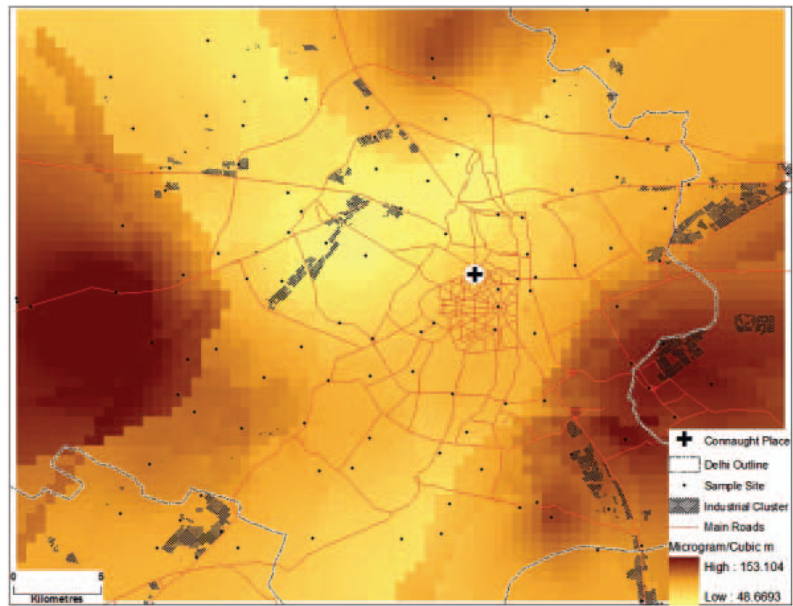 Connaught Place
Delhi Outline
Sample Site
Industrial Cluster
Main Roads
Microgram/Cubic m
High : 153.104
Low : 48.6693
0 5
Kilometres